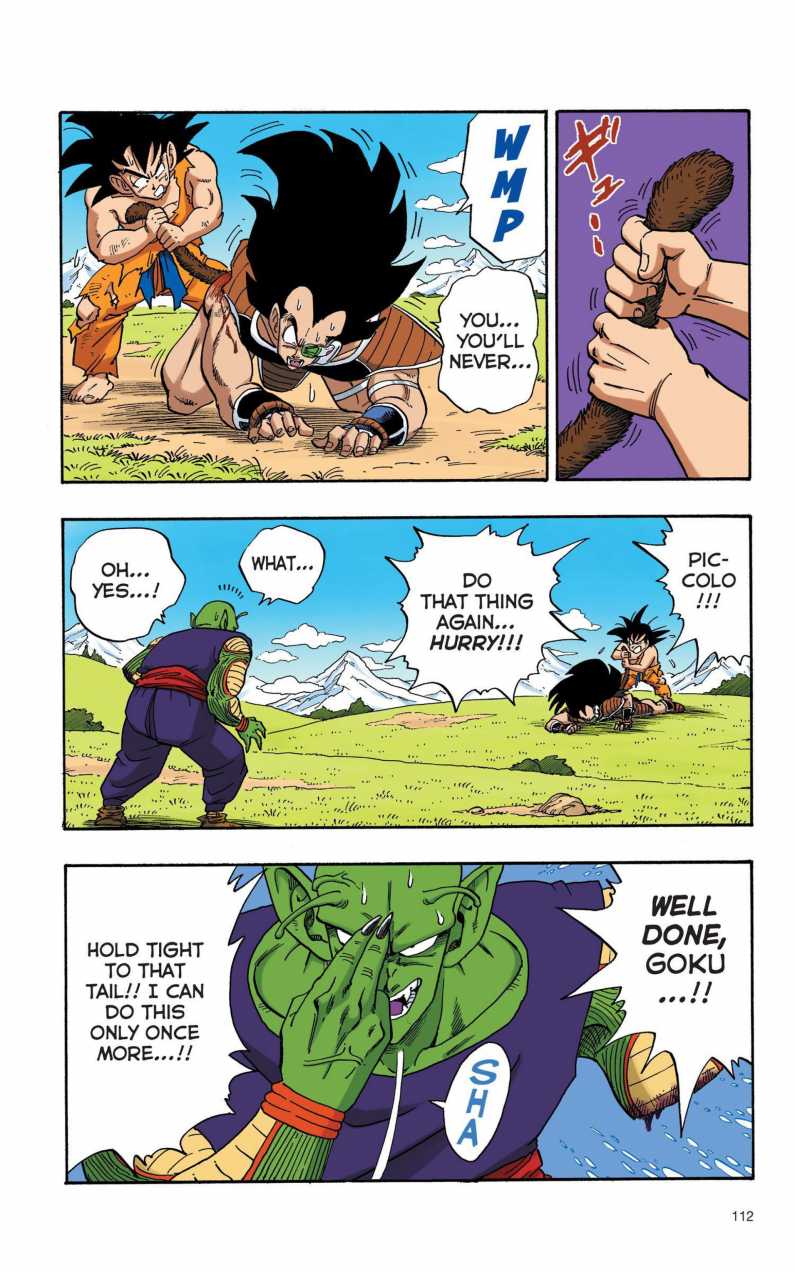 ギュ…
WMP
YOU...
YOU'LL
NEVER...
PIC-
COLO
!!!
DO
THAT THING
AGAIN...
HURRY!!!
WHAT...
OH...
YES...!
WELL
DONE,
GOKU
...!!
SHA
HOLD TIGHT
TO THAT
TAIL!! I CAN
DO THIS
ONLY ONCE
MORE...!!
112